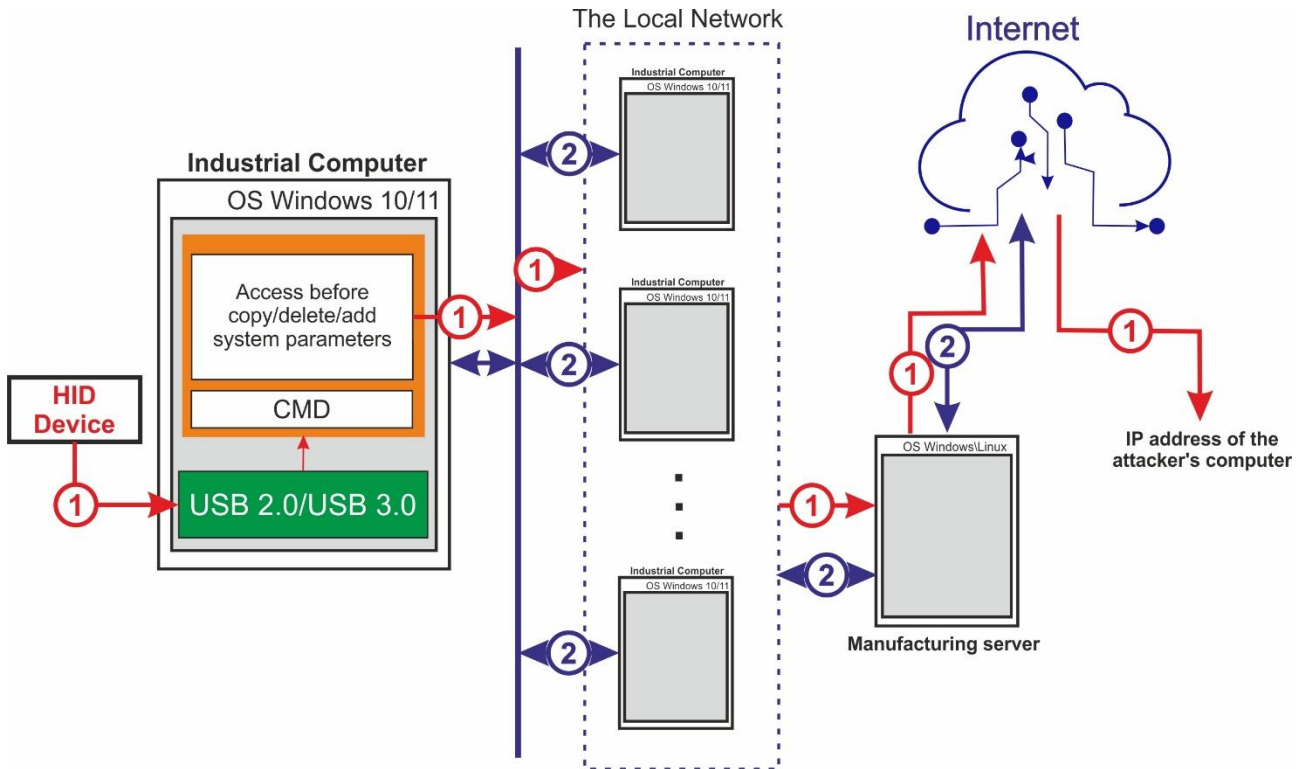 The Local Network
Internet
Industrial Computer
OS Windows 10/11
Industrial Computer
OS Windows 10/11
Access before
copy/delete/add
system parameters
CMD
USB 2.0/USB 3.0
HID
Device
1
1
1
2
Industrial Computer
OS Windows 10/11
2
Industrial Computer
OS Windows 10/11
2
1
2
OS Windows\Linux
Manufacturing server
1
2
1
IP address of the
attacker's computer